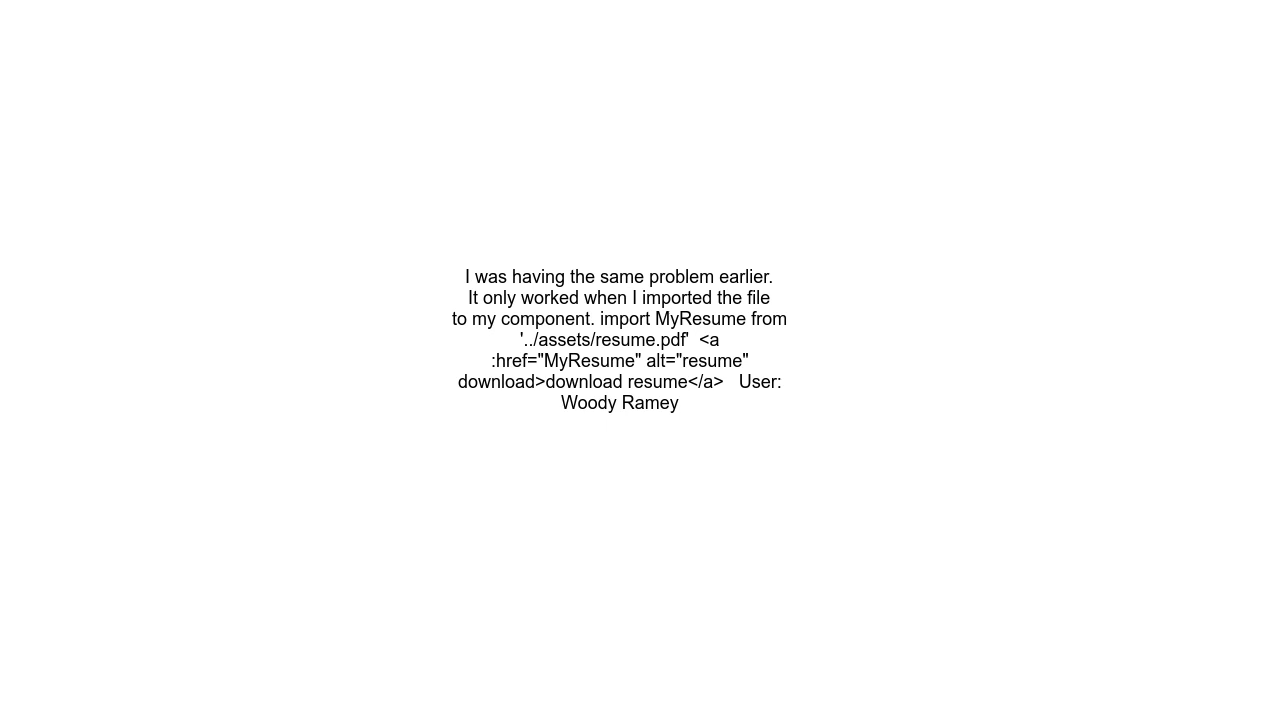 I was having the same problem earlier.
It only worked when I imported the file
to my component. import MyResume from
'../assets/resume.pdf'  <a
:href="MyResume" alt="resume"
download>download resume</a>   User:
Woody Ramey